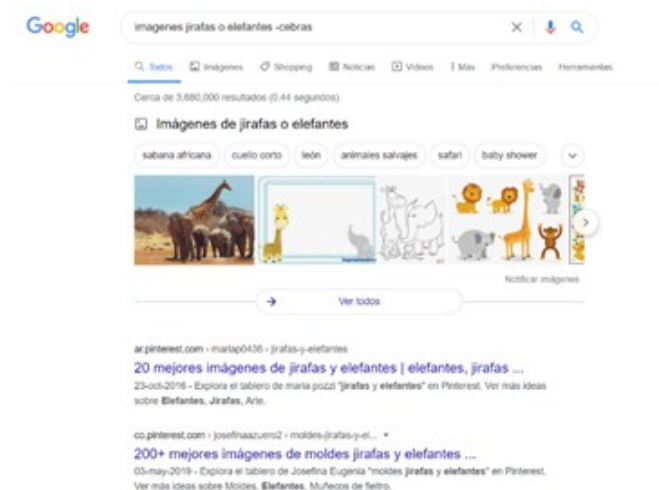 Google
imagenes jirafas o elefantes -cebras
Todos Imágenes Shopping Noticias Videos Más Preferencias Herramientas
Cerca de 3,680,000 resultados (0.44 segundos)
Imágenes de jirafas o elefantes
sabana africana cuello corto león animales salvajes safari baby shower
Notificar imágenes
Ver todos
ar.pinterest.com › mariap0436 › jirafas-y-elefantes
20 mejores imágenes de jirafas y elefantes | elefantes, jirafas ...
23-oct-2016 - Explora el tablero de maria pozzi "jirafas y elefantes" en Pinterest. Ver más ideas
sobre Elefantes, Jirafas, Arte.
co.pinterest.com › josefinaazuero2 › moldes-jirafas-y-el...
200+ mejores imágenes de moldes jirafas y elefantes ...
03-may-2019 - Explora el tablero de Josefina Eugenia "moldes jirafas y elefantes" en Pinterest.
Ver más ideas sobre Moldes, Elefantes, Muñecos de fieltro.